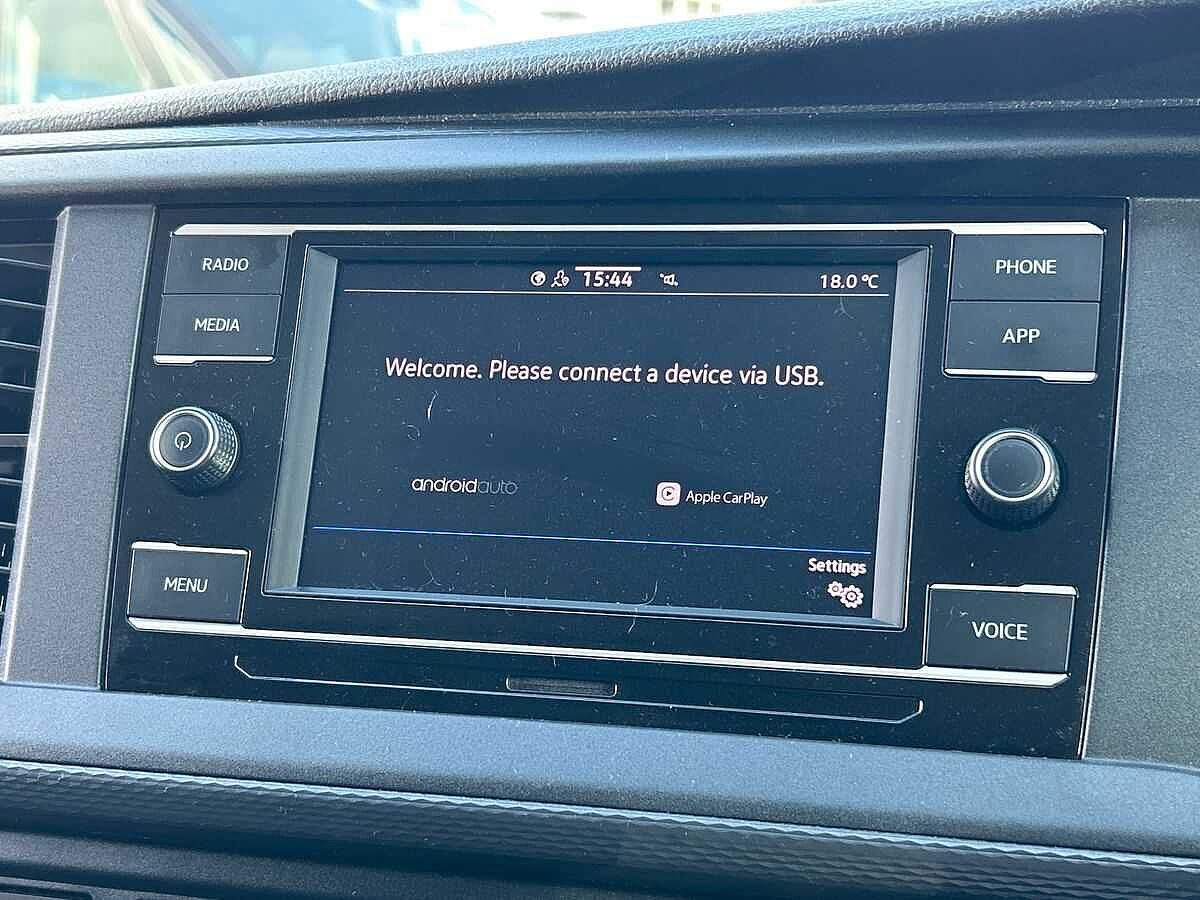 RADIO
MEDIA
15:44
18.0 °C
PHONE
APP
Welcome. Please connect a device via USB.
androidauto
Apple CarPlay
Settings
MENU
VOICE